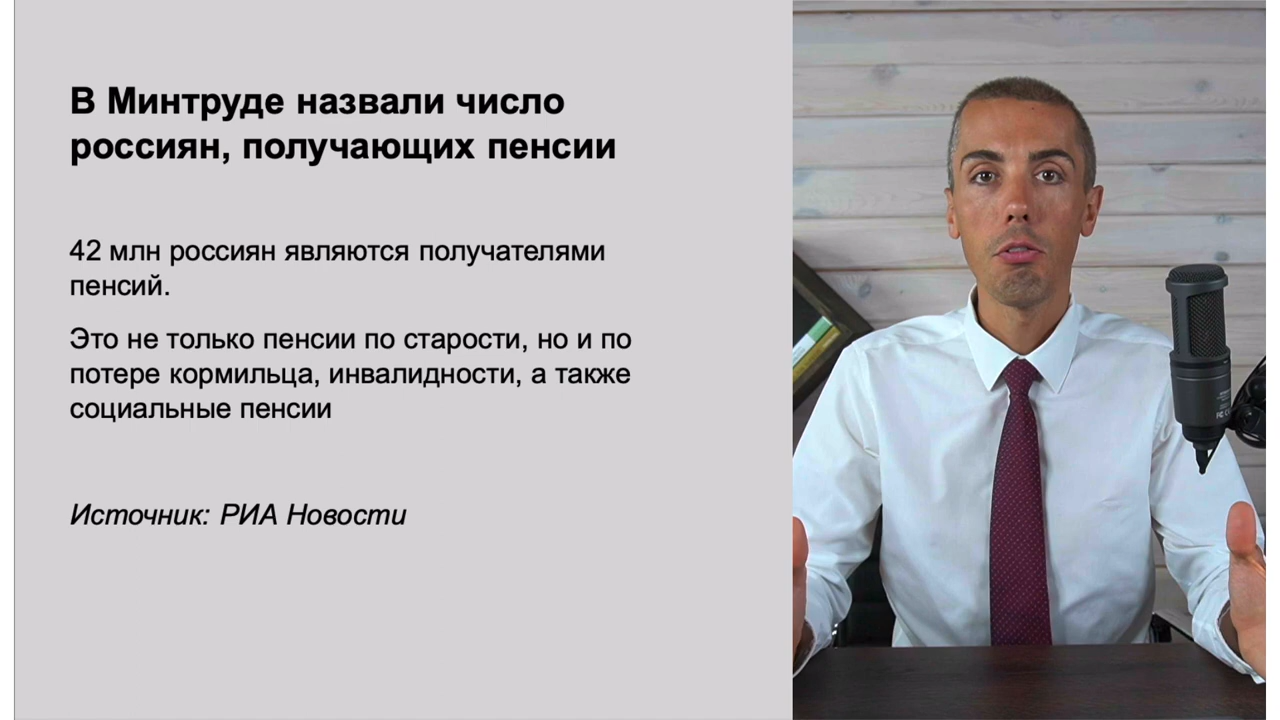 В Минтруде назвали число
россиян, получающих пенсии
42 млн россиян являются получателями
пенсий.
Это не только пенсии по старости, но и по
потере кормильца, инвалидности, а также
социальные пенсии
Источник: РИА Новости